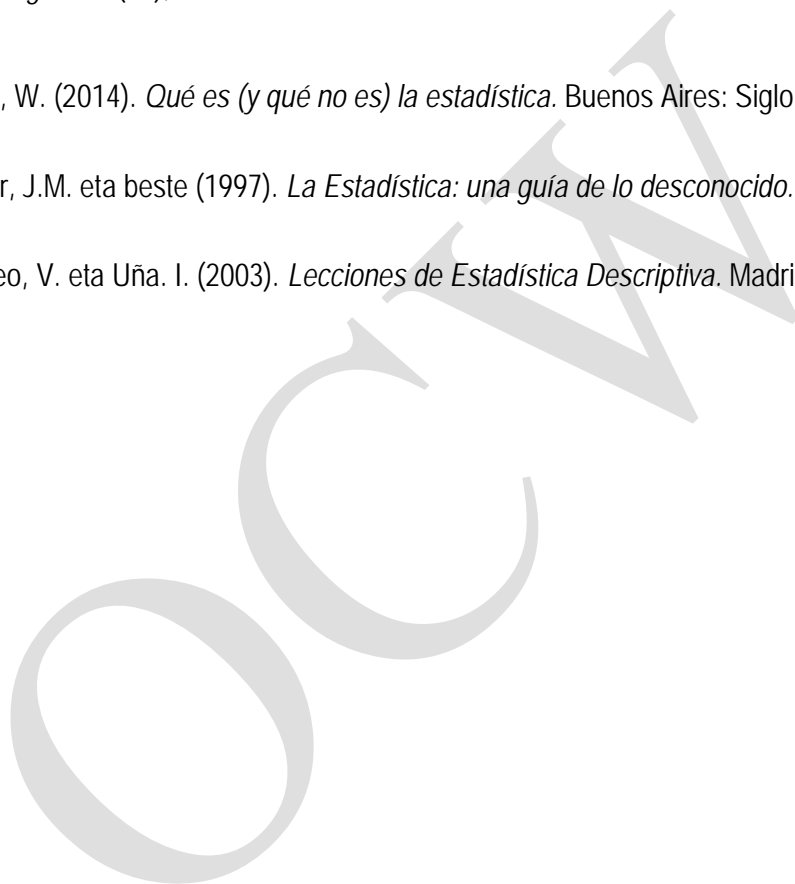 , W. (2014). Qué es (y qué no es) la estadística. Buenos Aires: Siglo
r, J.M. eta beste (1997). La Estadística: una guía de lo desconocido.
eo, V. eta Uña. I. (2003). Lecciones de Estadística Descriptiva. Madri
OCW